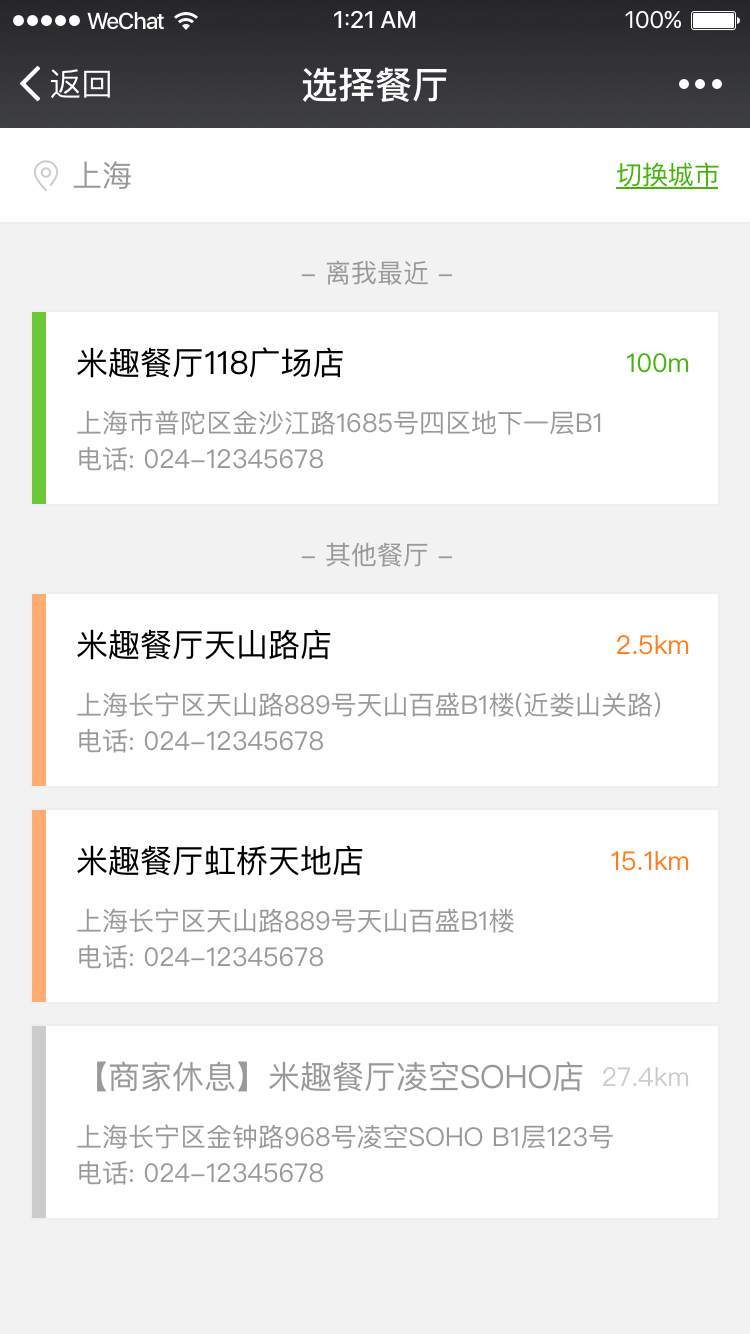 WeChat 1:21 AM 100%
返回 选择餐厅
上海 切换城市
– 离我最近 –
米趣餐厅118广场店 100m
上海市普陀区金沙江路1685号四区地下一层B1
电话: 024–12345678
– 其他餐厅 –
米趣餐厅天山路店 2.5km
上海长宁区天山路889号天山百盛B1楼(近娄山关路)
电话: 024–12345678
米趣餐厅虹桥天地店 15.1km
上海长宁区天山路889号天山百盛B1楼
电话: 024–12345678
【商家休息】米趣餐厅凌空SOHO店 27.4km
上海长宁区金钟路968号凌空SOHO B1层123号
电话: 024–12345678